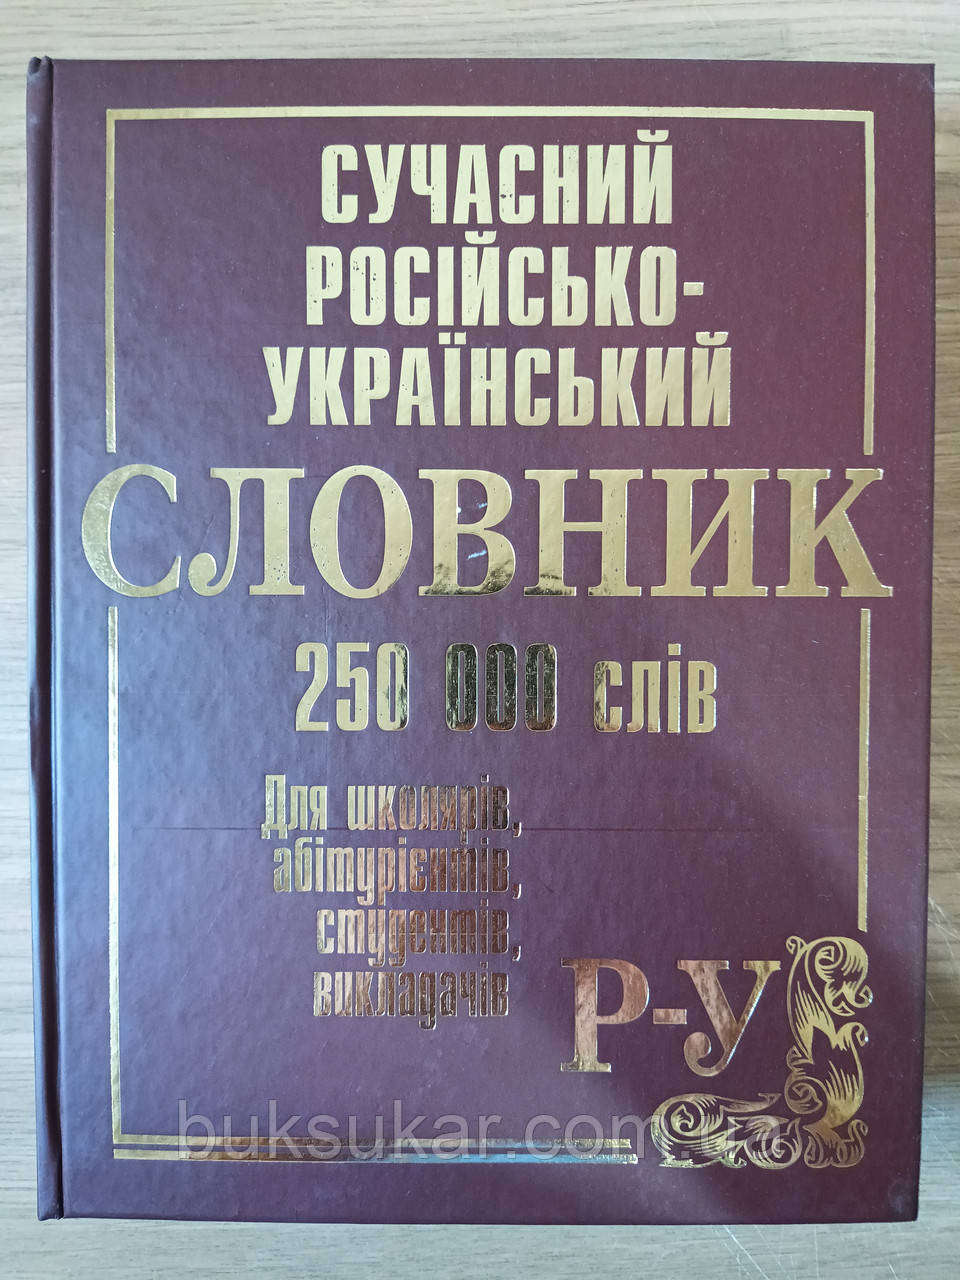 СУЧАСНИЙ
РОСІЙСЬКО-
УКРАЇНСЬКИЙ
СЛОВНИК
250 000 слів
Для школярів,
абітурієнтів,
студентів,
викладачів
Р-У
buksukar.com.ua